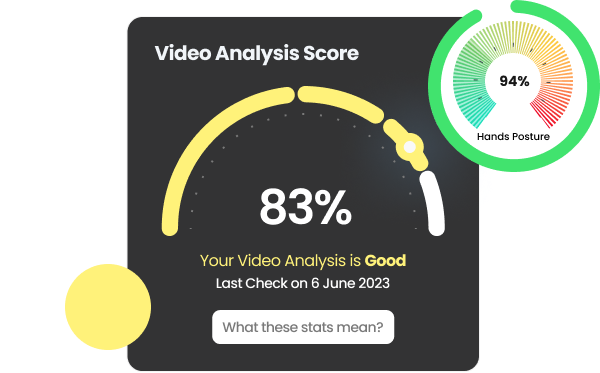 Video Analysis Score
94%
Hands Posture
83%
Your Video Analysis is Good
Last Check on 6 June 2023
What these stats mean?